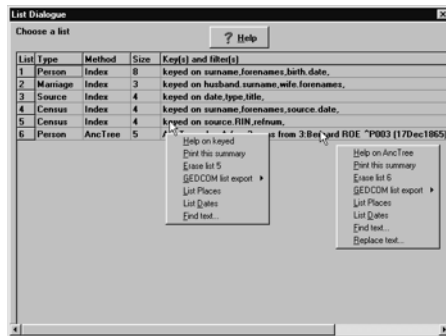 List Dialogue
Choose a list
? Help
List Type Method Size Key(s) and filter(s)
1 Person Index 8 keyed on surname,forenames,birth.date,
2 Marriage Index 3 keyed on husband.surname,wife.forenames,
3 Source Index 4 keyed on date,type,title,
4 Census Index 4 keyed on surname,forenames,source.date,
5 Census Index 4 keyed on source.RIN,refnum,
6 Person AncTree 5 from 3:Bernard ROE ^P003 (17Dec1865)
Help on keyed
Print this summary
Erase list 5
GEDCOM list export
List Places
List Dates
Find text...
Help on AncTree
Print this summary
Erase list 6
GEDCOM list export
List Places
List Dates
Find text...
Replace text...